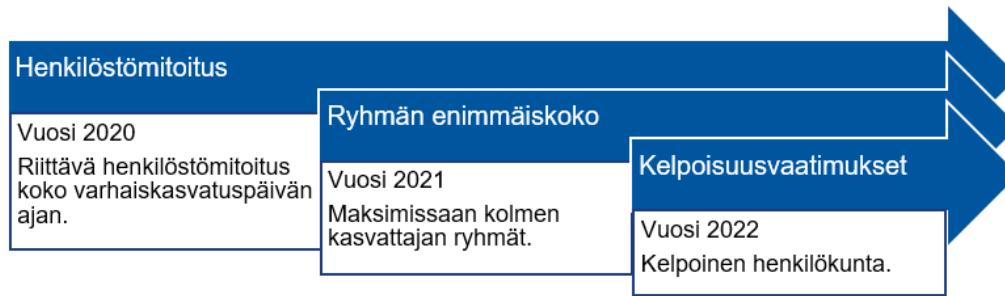 Henkilöstömitoitus
Vuosi 2020
Riittävä henkilöstömitoitus
koko varhaiskasvatuspäivän
ajan.
Ryhmän enimmäiskoko
Vuosi 2021
Maksimissaan kolmen
kasvattajan ryhmät.
Kelpoisuusvaatimukset
Vuosi 2022
Kelpoinen henkilökunta.